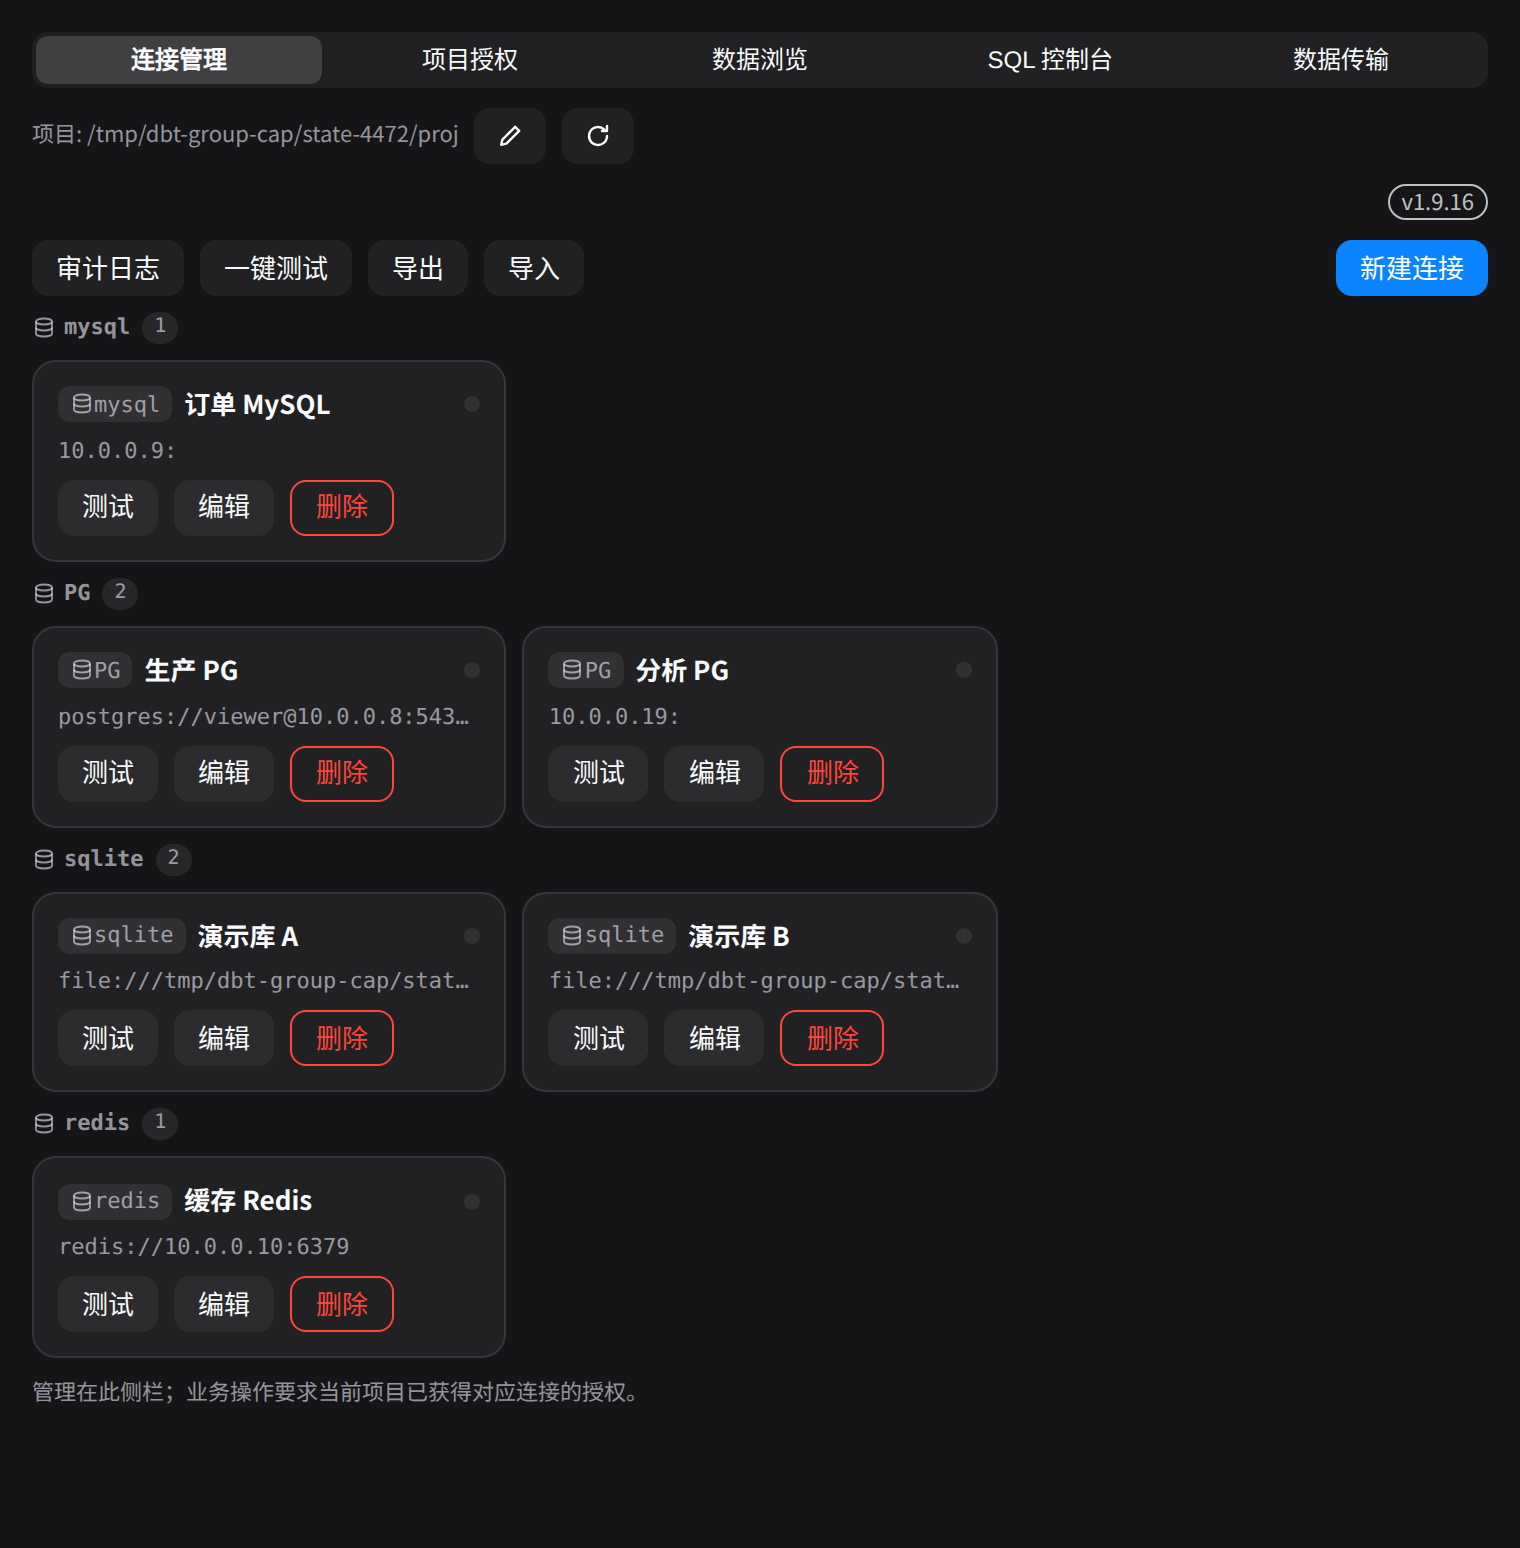 连接管理 项目授权 数据浏览 SQL 控制台 数据传输
项目: /tmp/dbt-group-cap/state-4472/proj
v1.9.16
审计日志 一键测试 导出 导入 新建连接
mysql 1
mysql 订单 MySQL
10.0.0.9:
测试 编辑 删除
PG 2
PG 生产 PG
postgres://viewer@10.0.0.8:543…
测试 编辑 删除
PG 分析 PG
10.0.0.19:
测试 编辑 删除
sqlite 2
sqlite 演示库 A
file:///tmp/dbt-group-cap/stat…
测试 编辑 删除
sqlite 演示库 B
file:///tmp/dbt-group-cap/stat…
测试 编辑 删除
redis 1
redis 缓存 Redis
redis://10.0.0.10:6379
测试 编辑 删除
管理在此侧栏；业务操作要求当前项目已获得对应连接的授权。